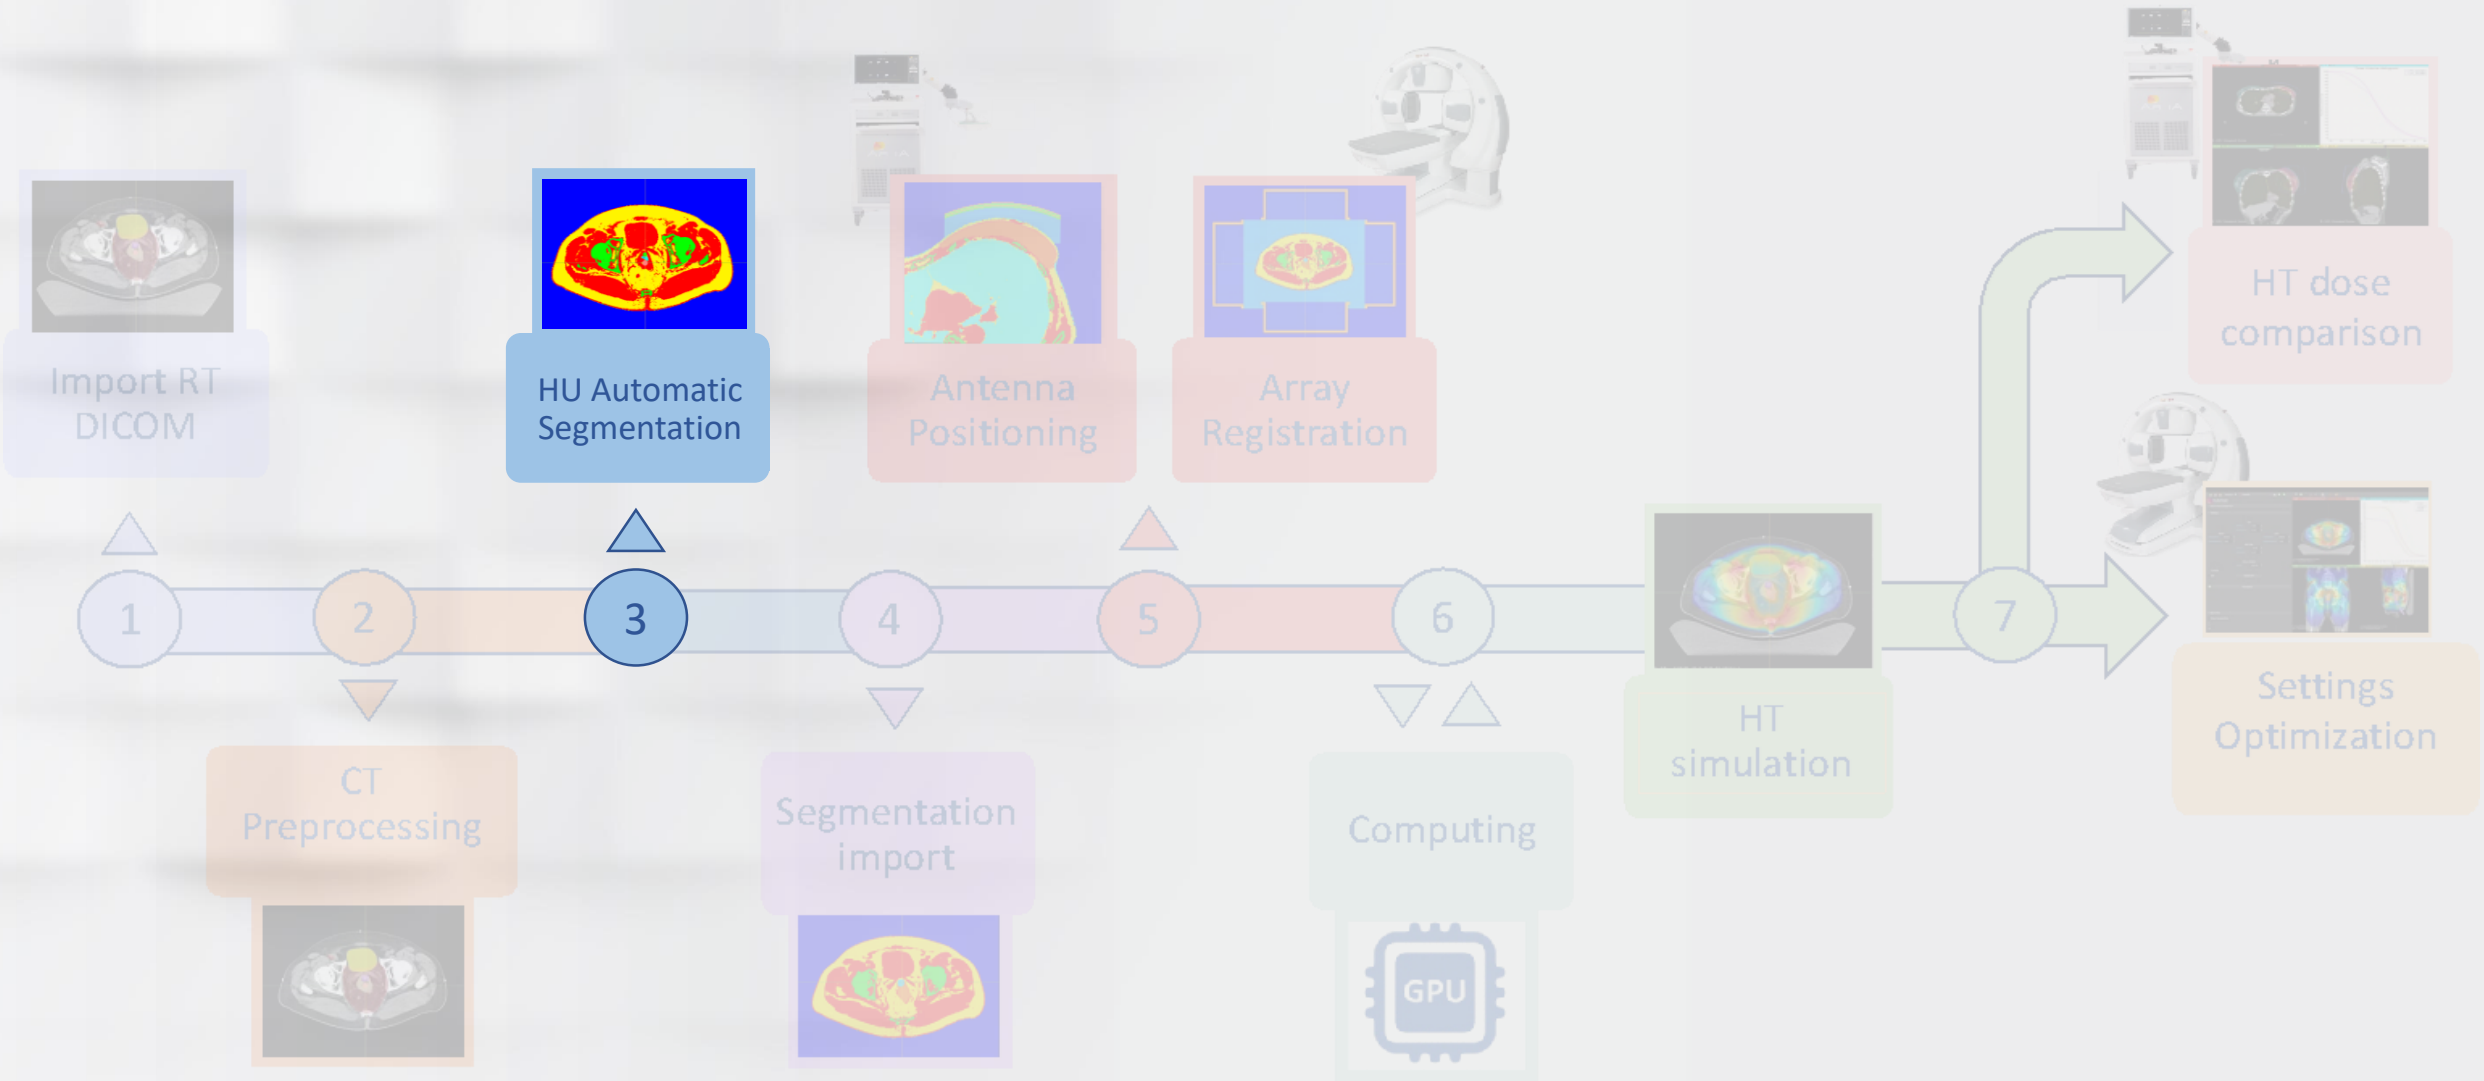 Import RT
DICOM
HU Automatic
Segmentation
Antenna
Positioning
Array
Registration
HT dose
comparison
1
2
3
4
5
6
7
CT
Preprocessing
Segmentation
import
Computing
GPU
HT
simulation
Settings
Optimization